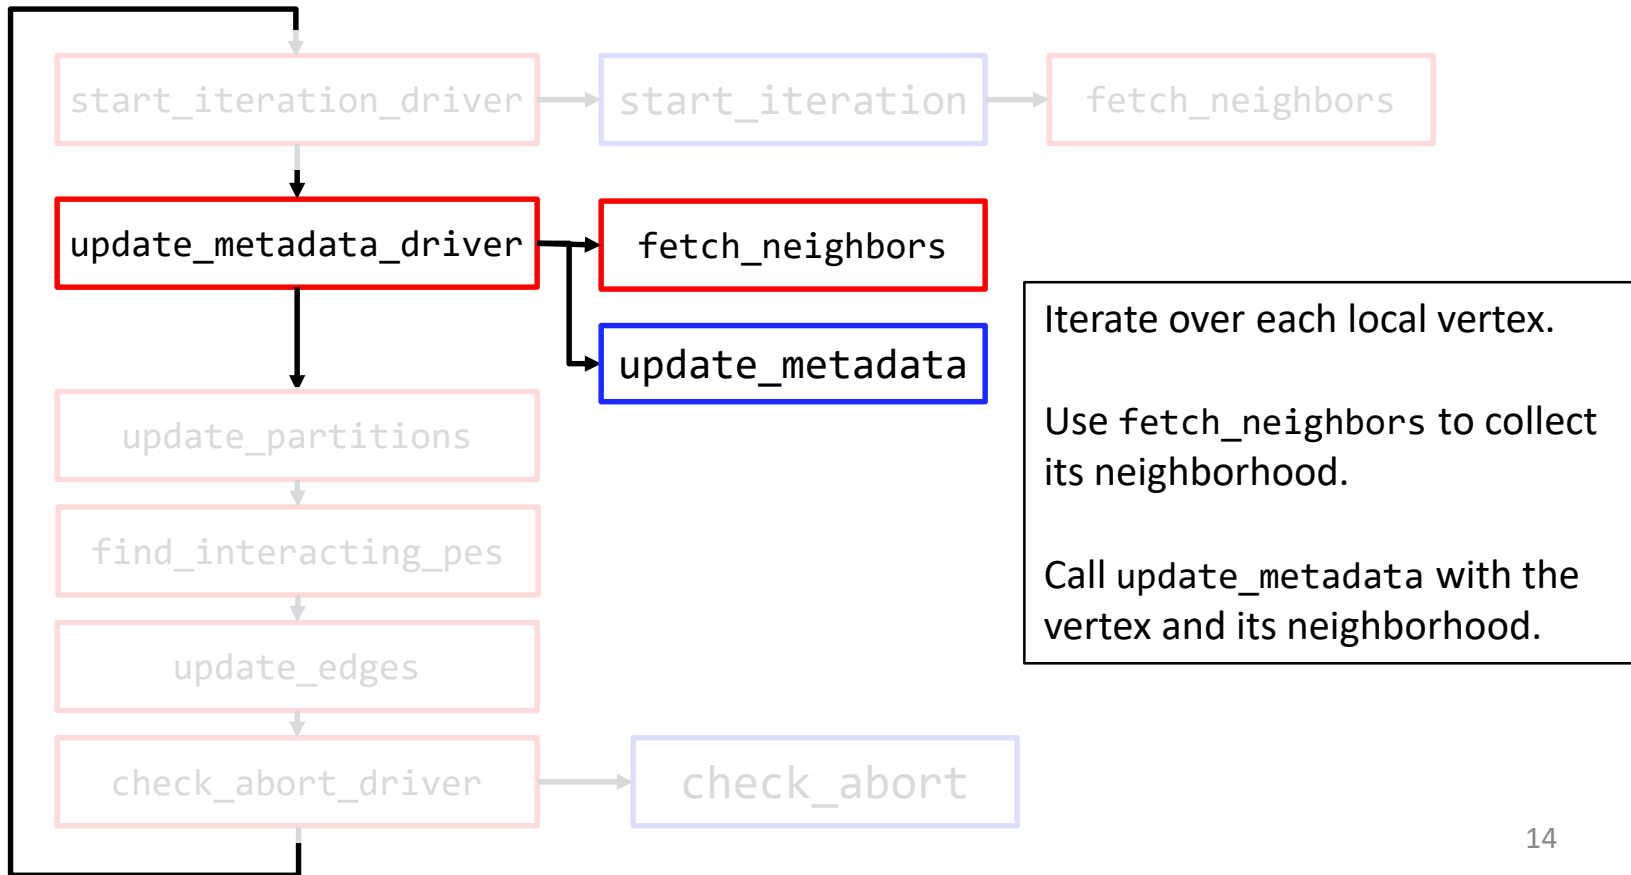 start_iteration_driver
start_iteration
fetch_neighbors
update_metadata_driver
fetch_neighbors
update_metadata
Iterate over each local vertex.
Use fetch_neighbors to collect
its neighborhood.
Call update_metadata with the
vertex and its neighborhood.
update_partitions
find_interacting_pes
update_edges
check_abort_driver
check_abort
14